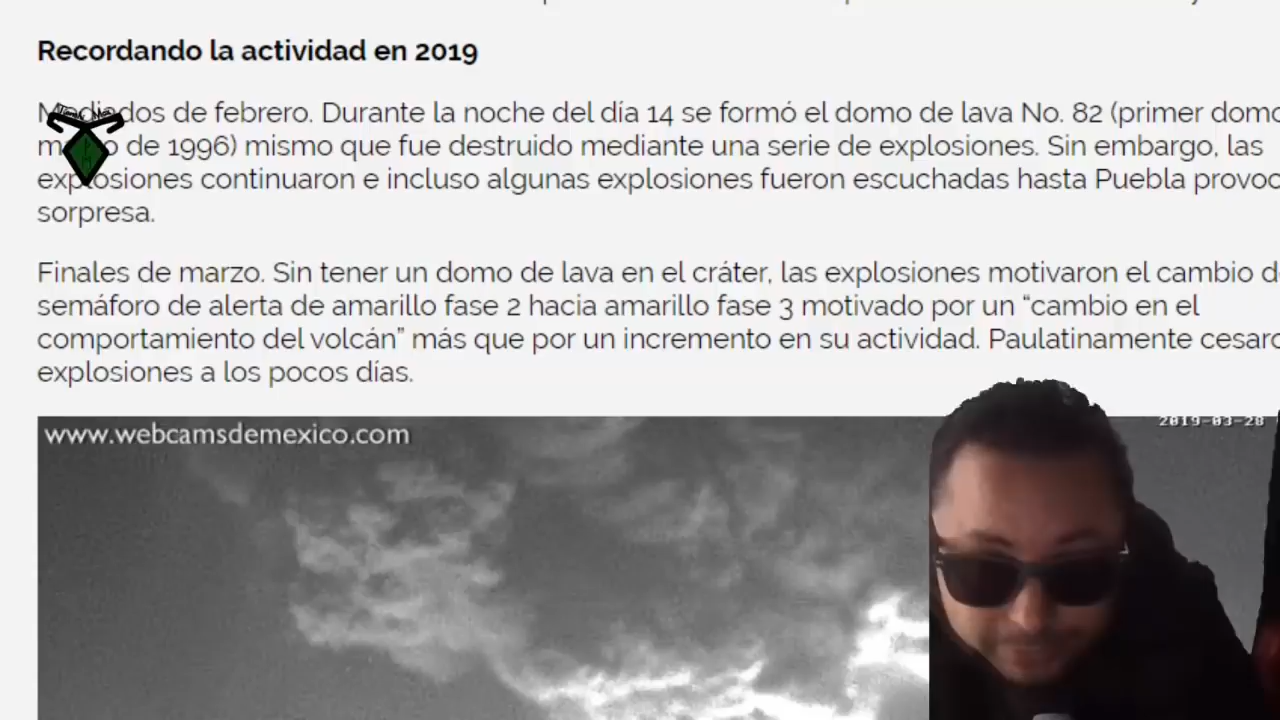 Recordando la actividad en 2019
de febrero. Durante la noche del día 14 se formó el domo de lava No. 82 (primer domo
de 1996) mismo que fue destruido mediante una serie de explosiones. Sin embargo, las
explosiones continuaron e incluso algunas explosiones fueron escuchadas hasta Puebla
sorpresa.
Finales de marzo. Sin tener un domo de lava en el cráter, las explosiones motivaron el cambio
semáforo de alerta de amarillo fase 2 hacia amarillo fase 3 motivado por un “cambio en el
comportamiento del volcán” más que por un incremento en su actividad. Paulatinamente
explosiones a los pocos días.
www.webcamsdemexico.com
2019-03-28